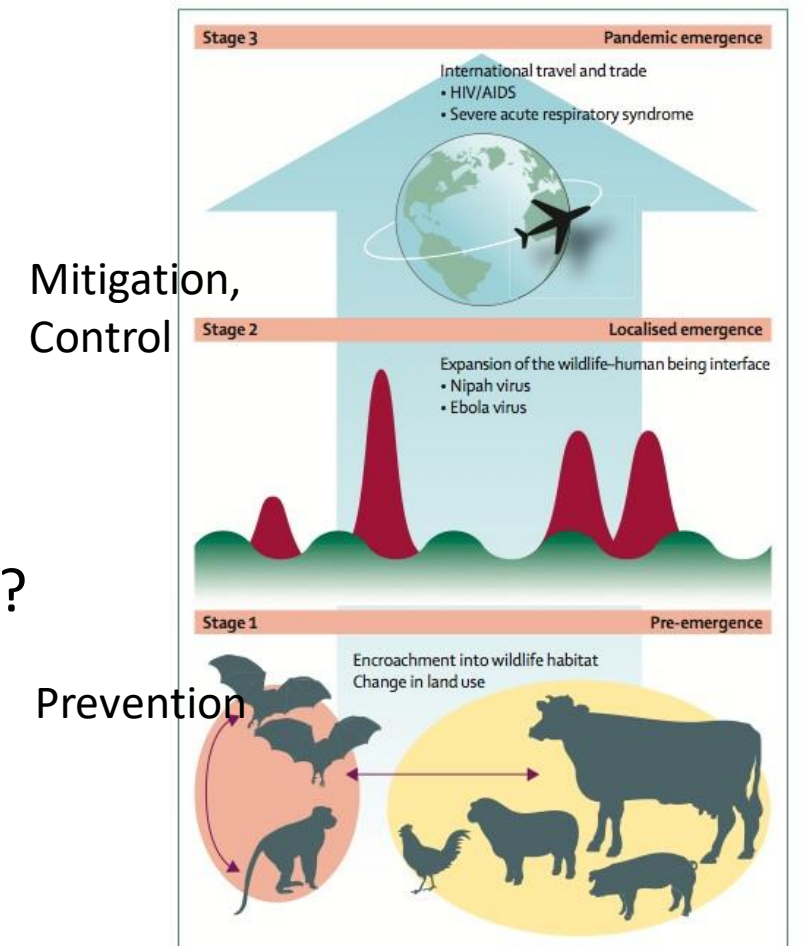 Stage 3 Pandemic emergence
International travel and trade
• HIV/AIDS
• Severe acute respiratory syndrome
Mitigation,
Control
Stage 2 Localised emergence
Expansion of the wildlife–human being interface
• Nipah virus
• Ebola virus
?
Stage 1 Pre-emergence
Encroachment into wildlife habitat
Change in land use
Prevention